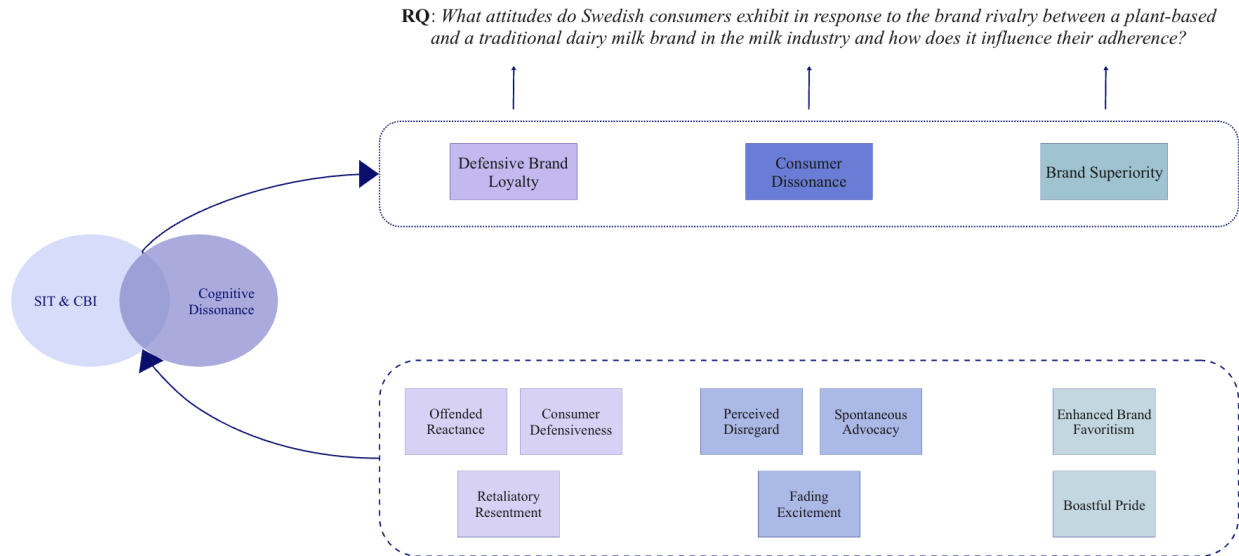 RQ: What attitudes do Swedish consumers exhibit in response to the brand rivalry between a plant-based
and a traditional dairy milk brand in the milk industry and how does it influence their adherence?
Defensive Brand
Loyalty
Consumer
Dissonance
Brand Superiority
SIT & CBI
Cognitive
Dissonance
Offended
Reactance
Consumer
Defensiveness
Perceived
Disregard
Spontaneous
Advocacy
Enhanced Brand
Favoritism
Retaliatory
Resentment
Fading
Excitement
Boastful Pride